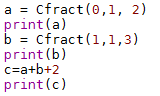 a = Cfract(0,1, 2)
print(a)
b = Cfract(1,1,3)
print(b)
c=a+b+2
print(c)